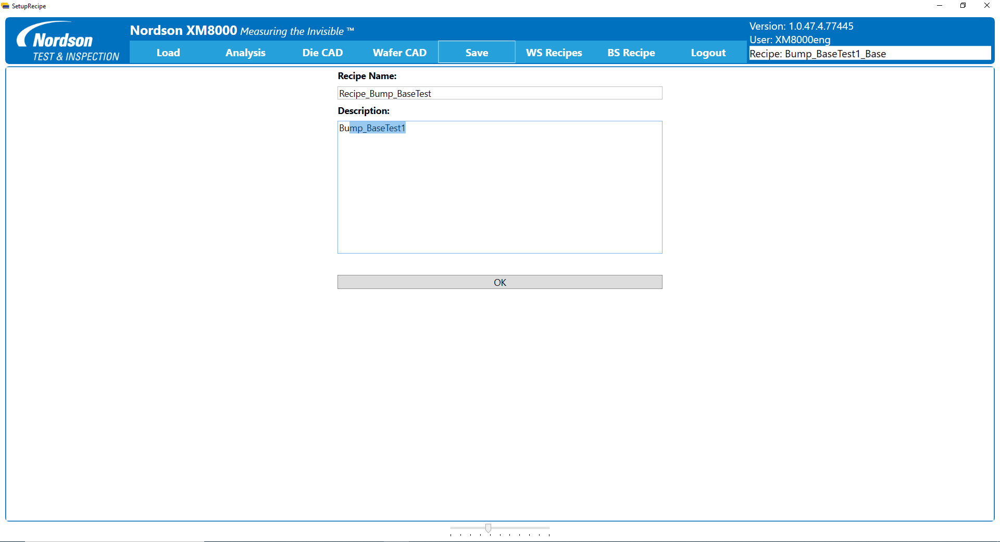 SetupRecipe
Nordson
TEST & INSPECTION
Nordson XM8000 Measuring the Invisible ™
Load Analysis Die CAD Wafer CAD Save WS Recipes BS Recipe Logout
Version: 1.0.47.4.77445
User: XM8000eng
Recipe: Bump_BaseTest1_Base
Recipe Name:
Recipe_Bump_BaseTest
Description:
Bump_BaseTest1
OK